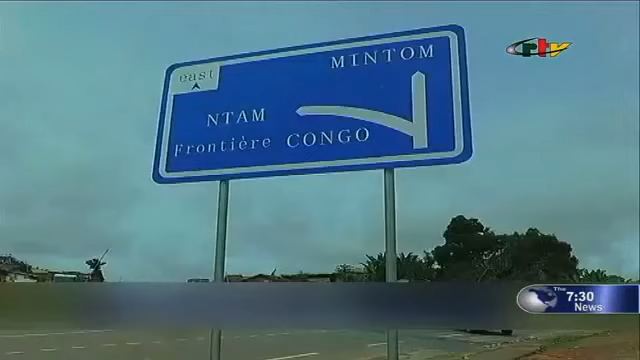 crtv
east
MINTOM
NTAM
Frontière CONGO
The
7:30
News